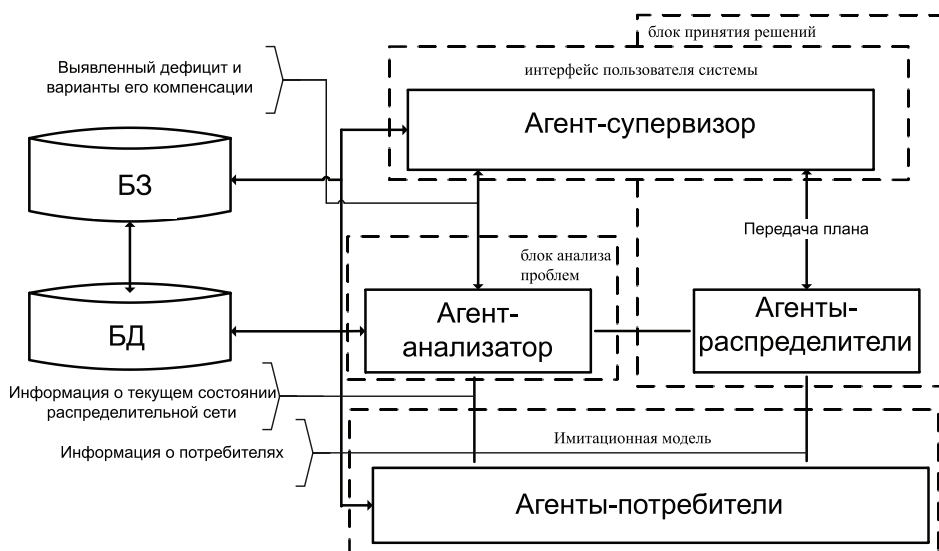 блок принятия решений
Выявленный дефицит и
варианты его компенсации
интерфейс пользователя системы
Агент-супервизор
БЗ
Передача плана
блок анализа
проблем
БД
Агент-
анализатор
Агенты-
распределители
Информация о текущем состоянии
распределительной сети
Информация о потребителях
Имитационная модель
Агенты-потребители